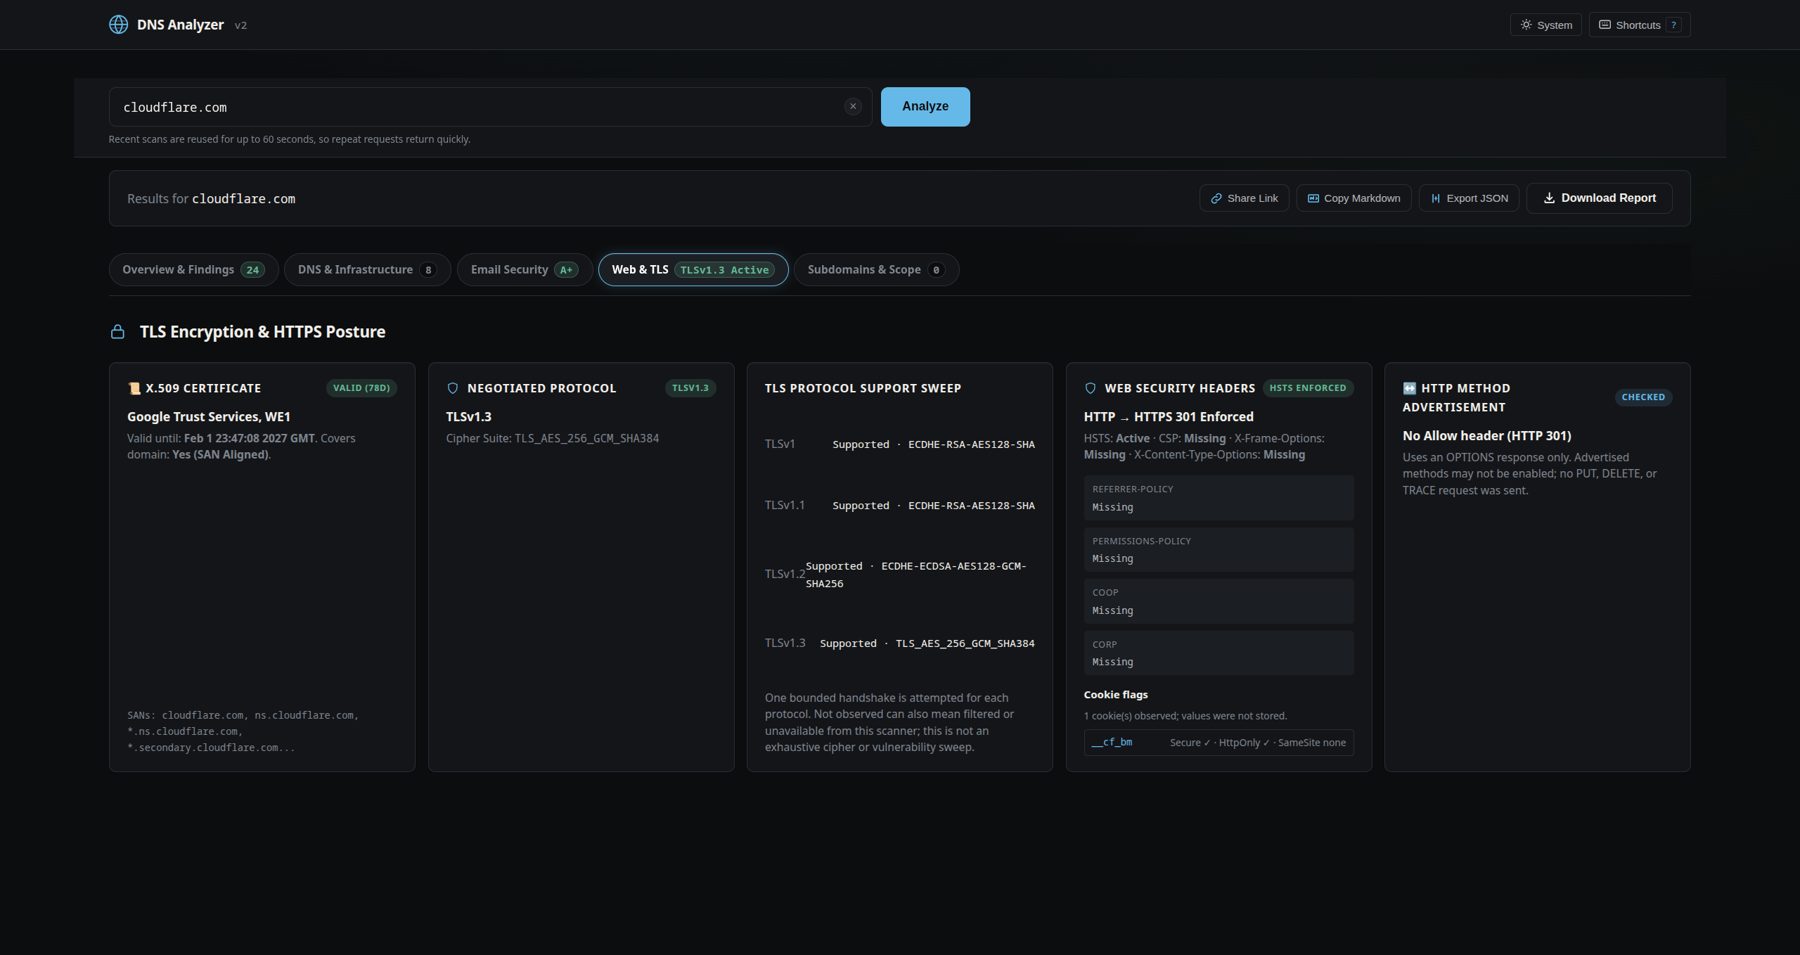 DNS Analyzer v2
System
Shortcuts ?
cloudflare.com
×
Analyze
Recent scans are reused for up to 60 seconds, so repeat requests return quickly.
Results for cloudflare.com
Share Link
Copy Markdown
Export JSON
Download Report
Overview & Findings 24
DNS & Infrastructure 8
Email Security A+
Web & TLS TLSv1.3 Active
Subdomains & Scope 0
TLS Encryption & HTTPS Posture
X.509 CERTIFICATE
VALID (78D)
Google Trust Services, WE1
Valid until: Feb 1 23:47:08 2027 GMT. Covers
domain: Yes (SAN Aligned).
SANs: cloudflare.com, ns.cloudflare.com,
*.ns.cloudflare.com,
*.secondary.cloudflare.com...
NEGOTIATED PROTOCOL
TLSV1.3
TLSv1.3
Cipher Suite: TLS_AES_256_GCM_SHA384
TLS PROTOCOL SUPPORT SWEEP
TLSv1 Supported · ECDHE-RSA-AES128-SHA
TLSv1.1 Supported · ECDHE-RSA-AES128-SHA
TLSv1.2 Supported · ECDHE-ECDSA-AES128-GCM-
SHA256
TLSv1.3 Supported · TLS_AES_256_GCM_SHA384
One bounded handshake is attempted for each
protocol. Not observed can also mean filtered or
unavailable from this scanner; this is not an
exhaustive cipher or vulnerability sweep.
WEB SECURITY HEADERS
HSTS ENFORCED
HTTP → HTTPS 301 Enforced
HSTS: Active · CSP: Missing · X-Frame-Options:
Missing · X-Content-Type-Options: Missing
REFERRER-POLICY
Missing
PERMISSIONS-POLICY
Missing
COOP
Missing
CORP
Missing
Cookie flags
1 cookie(s) observed; values were not stored.
__cf_bm Secure ✓ · HttpOnly ✓ · SameSite none
HTTP METHOD
ADVERTISEMENT
CHECKED
No Allow header (HTTP 301)
Uses an OPTIONS response only. Advertised
methods may not be enabled; no PUT, DELETE, or
TRACE request was sent.